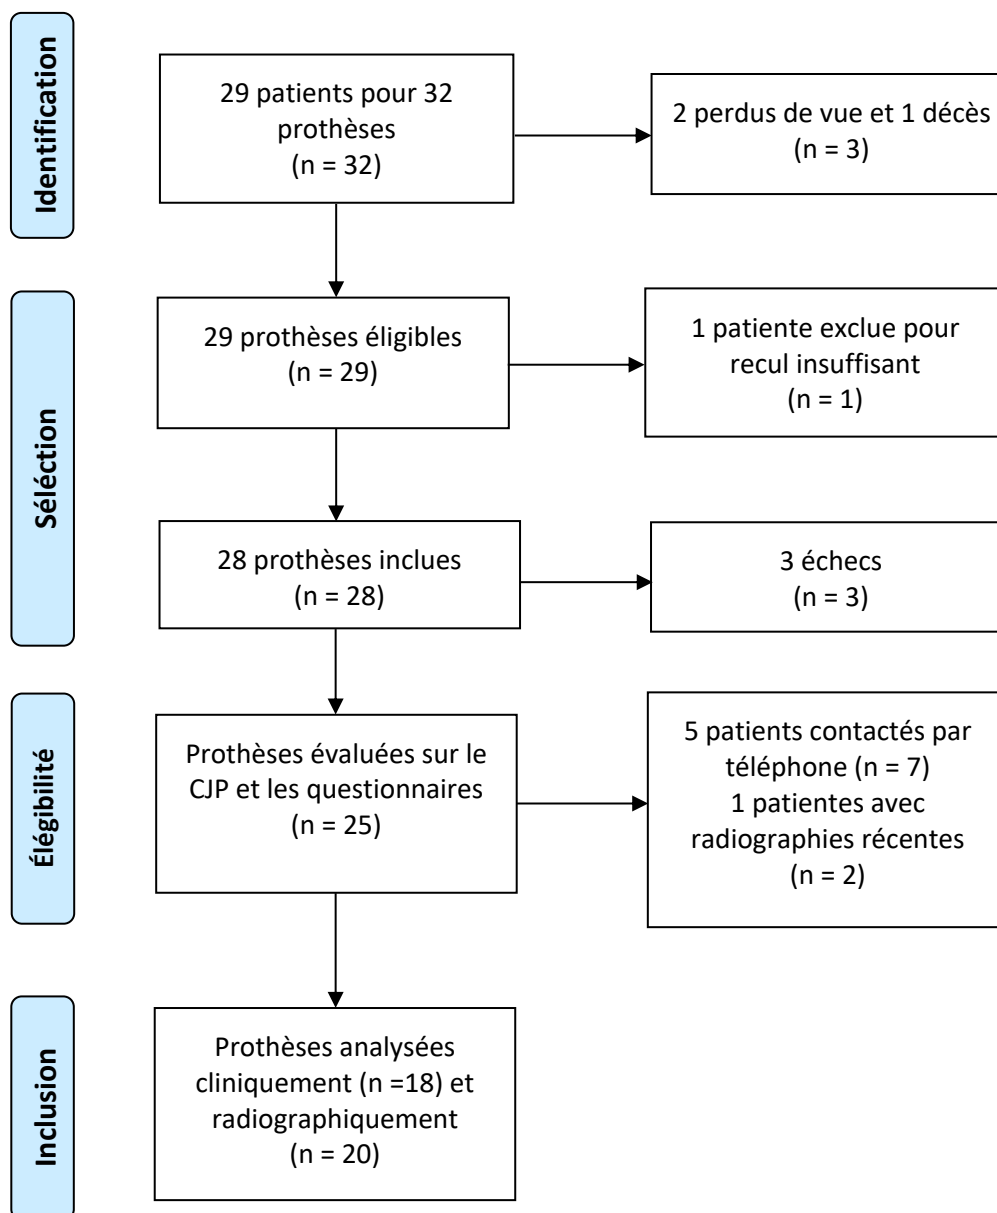 Identification
29 patients pour 32
prothèses
(n = 32)
2 perdus de vue et 1 décès
(n = 3)
Séléction
29 prothèses éligibles
(n = 29)
1 patiente exclue pour
recul insuffisant
(n = 1)
28 prothèses inclues
(n = 28)
3 échecs
(n = 3)
Élégibilité
Prothèses évaluées sur le
CJP et les questionnaires
(n = 25)
5 patients contactés par
téléphone (n = 7)
1 patientes avec
radiographies récentes
(n = 2)
Inclusion
Prothèses analysées
cliniquement (n =18) et
radiographiquement
(n = 20)